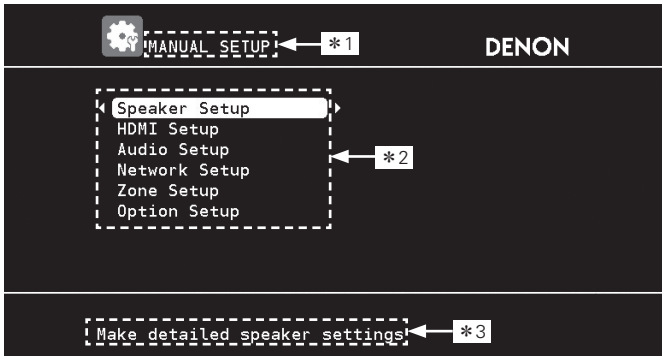 MANUAL SETUP
*1
DENON
Speaker Setup
HDMI Setup
Audio Setup
*2
Network Setup
Zone Setup
Option Setup
Make detailed speaker settings
*3